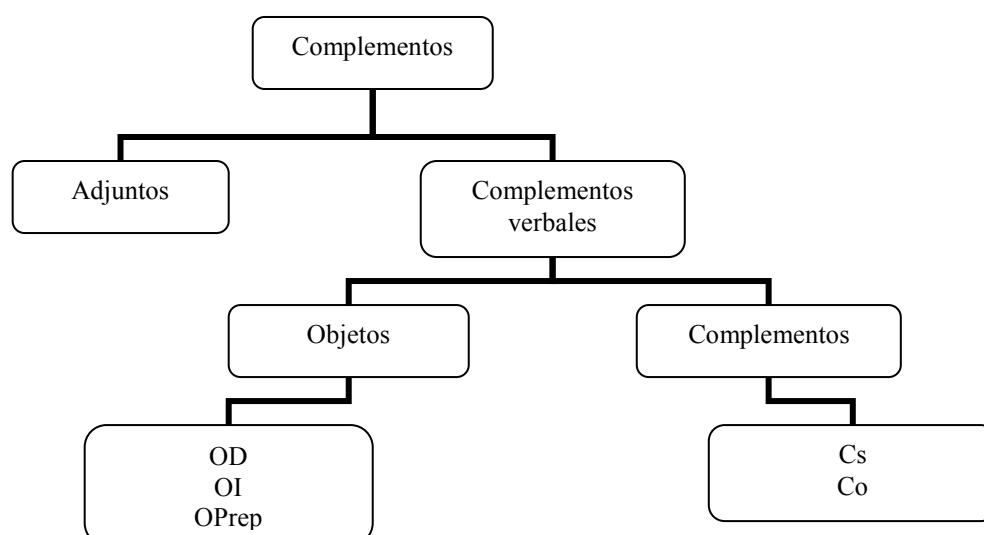 Complementos
Adjuntos
Complementos
verbales
Objetos
Complementos
OD
OI
OPrep
Cs
Co